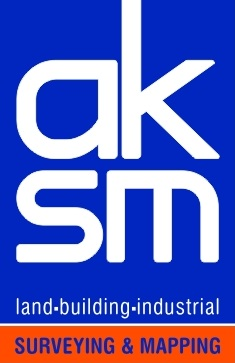 ak
sm
land·building·industrial
SURVEYING & MAPPING